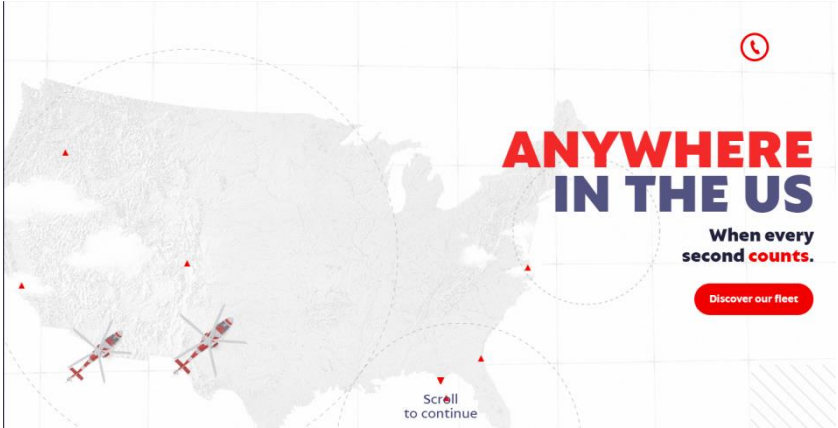 ANYWHERE
IN THE US
When every
second counts.
Discover our fleet
Scroll
to continue